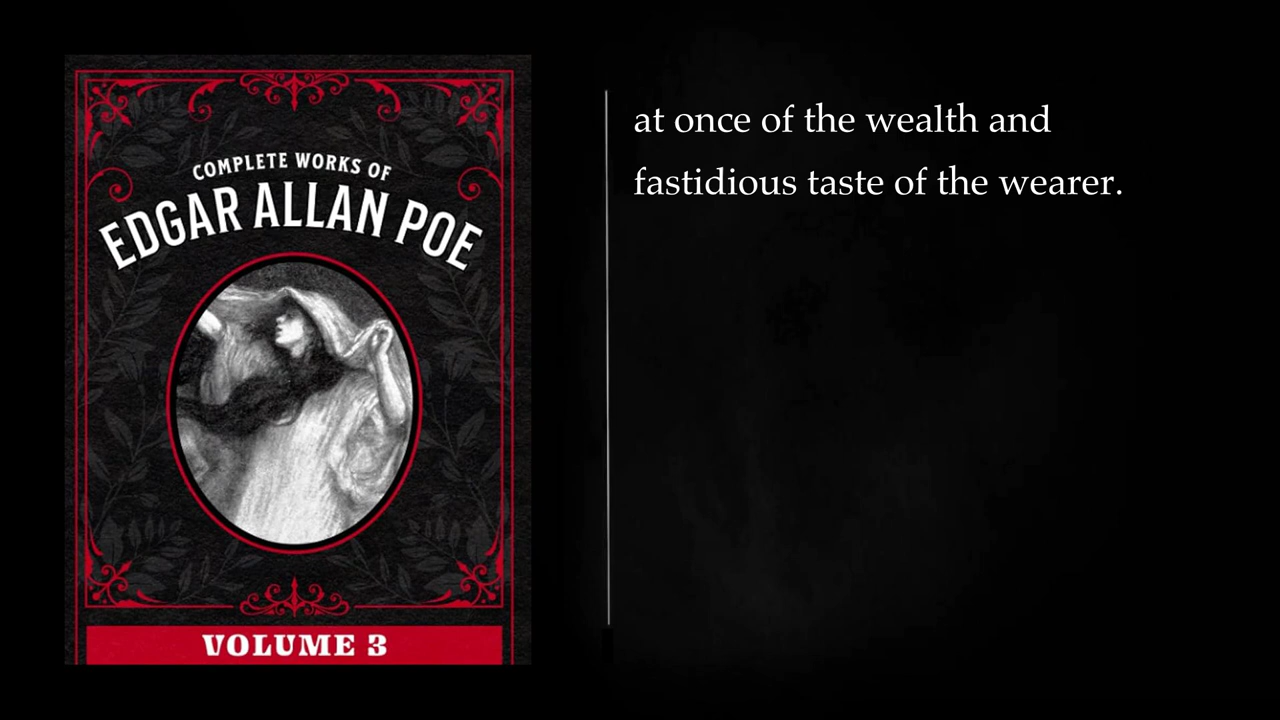 COMPLETE WORKS OF
EDGAR ALLAN POE
VOLUME 3
at once of the wealth and
fastidious taste of the wearer.